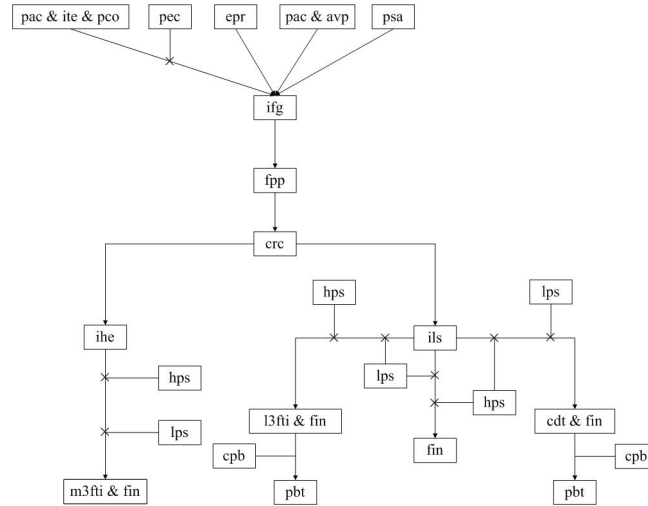 pac & ite & pco
pec
epr
pac & avp
psa
ifg
fpp
crc
hps
lps
ihe
ils
hps
lps
hps
l3fti & fin
cdt & fin
lps
cpb
fin
cpb
m3fti & fin
pbt
pbt